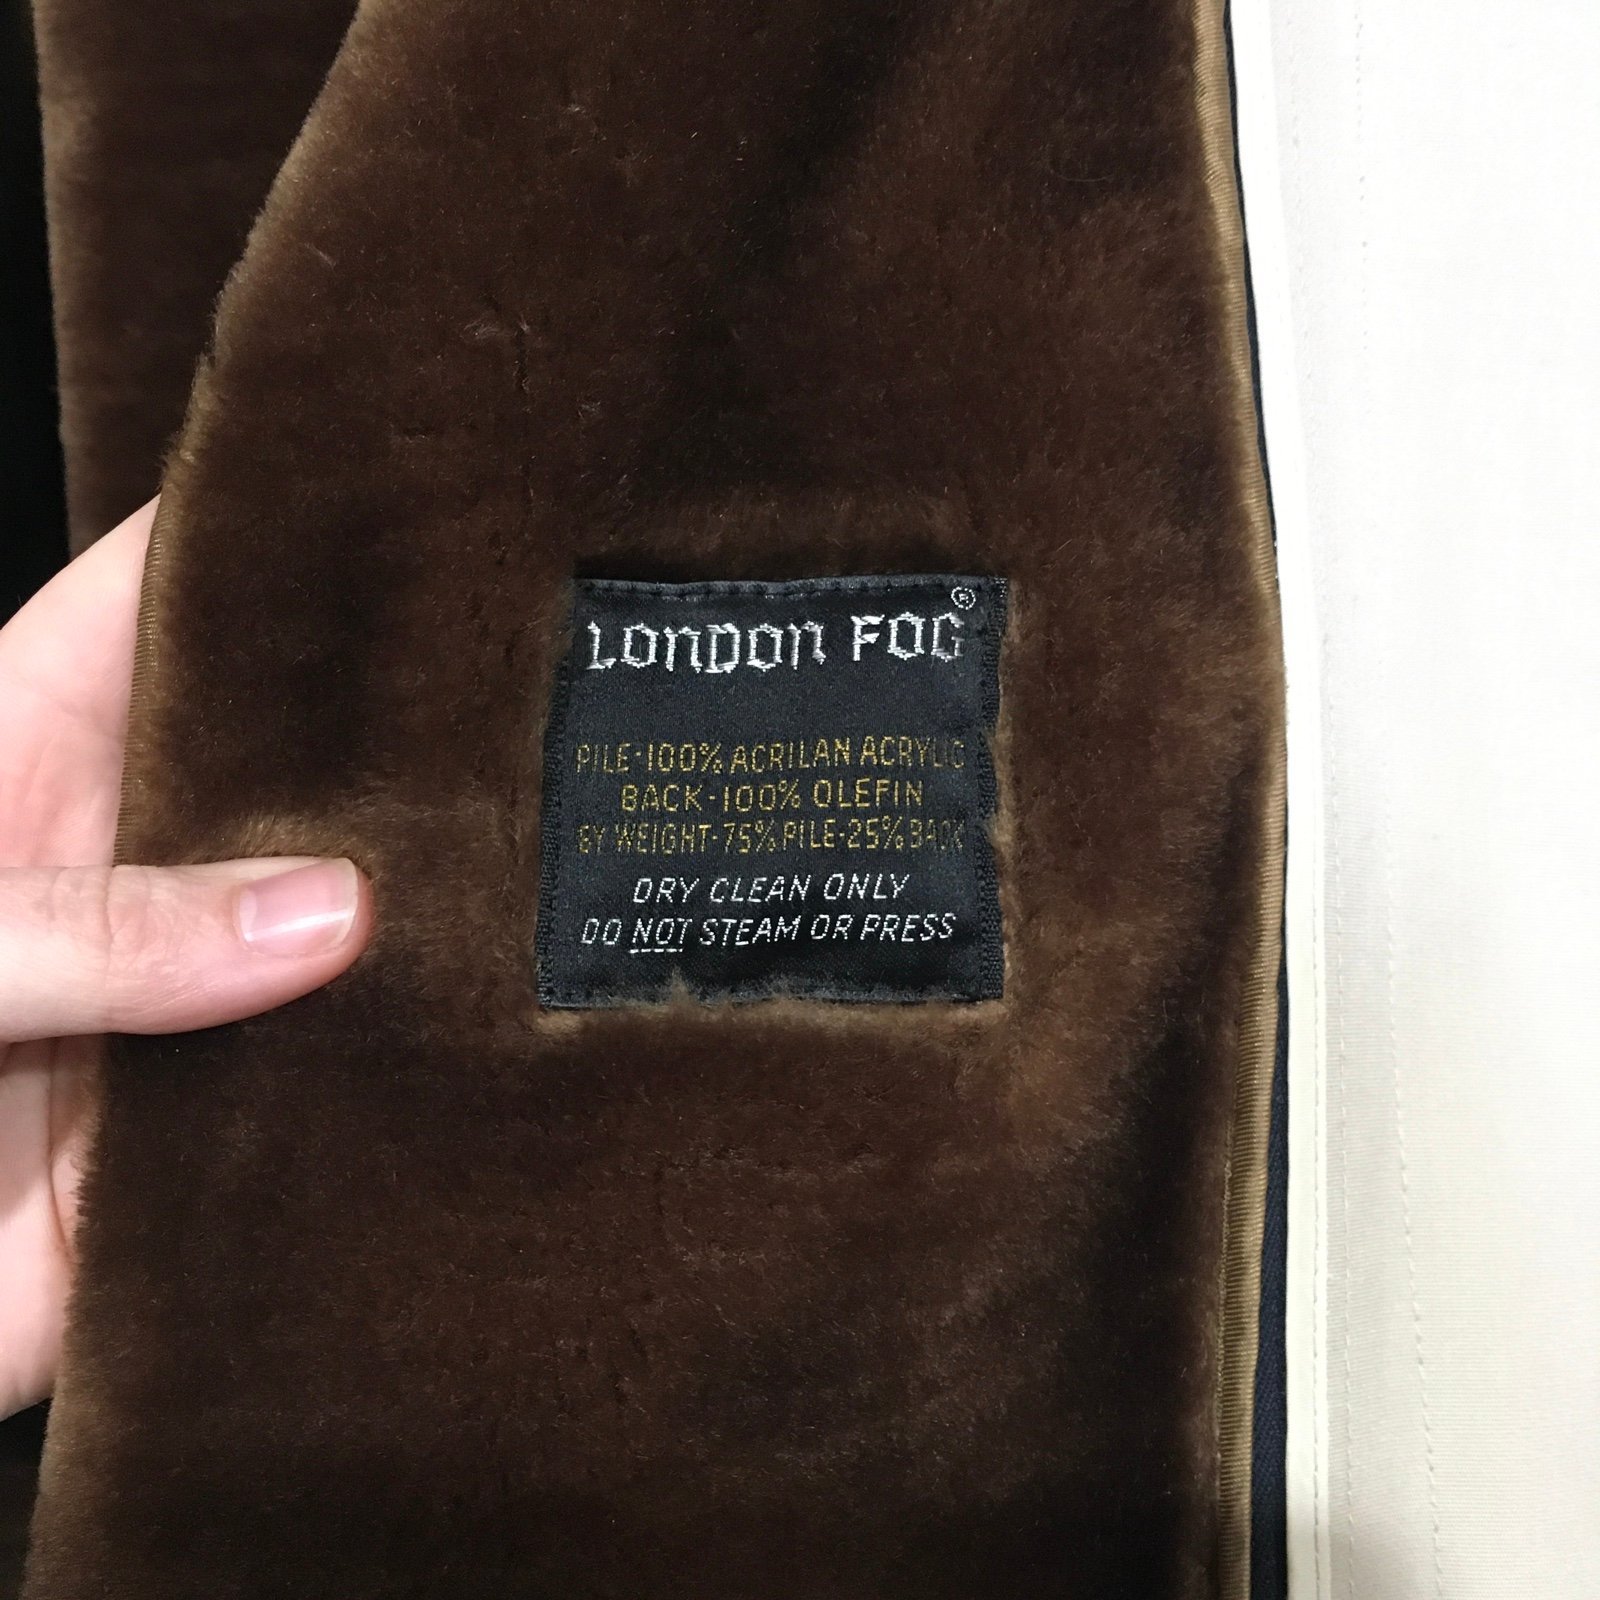 LONDON FOG®
PILE-100% ACRILAN ACRYLIC
BACK-100% OLEFIN
BY WEIGHT-75% PILE-25% BACK
DRY CLEAN ONLY
DO NOT STEAM OR PRESS